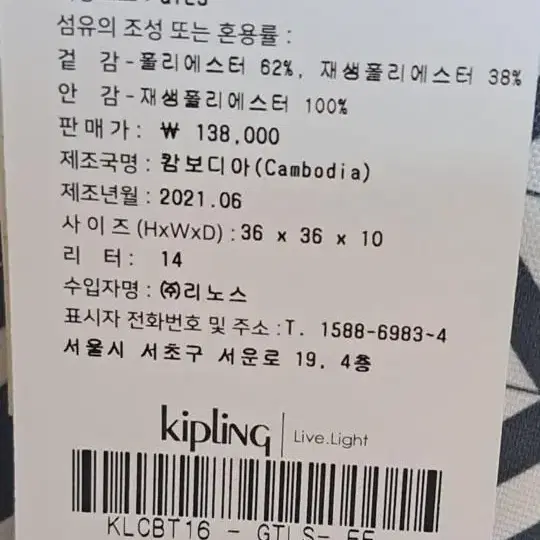 섬유의 조성 또는 혼용률 :
겉 감 - 폴리에스터 62%, 재생폴리에스터 38%
안 감 - 재생폴리에스터 100%
판매가 : ₩ 138,000
제조국명 : 캄보디아(Cambodia)
제조년월 : 2021.06
사이즈 (HxWxD) : 36 x 36 x 10
리 터 : 14
수입자명 : ㈜리노스
표시자 전화번호 및 주소 : T. 1588-6983~4
서울시 서초구 서운로 19, 4층
kipling | Live.Light
KLCBT16 - GTLS-